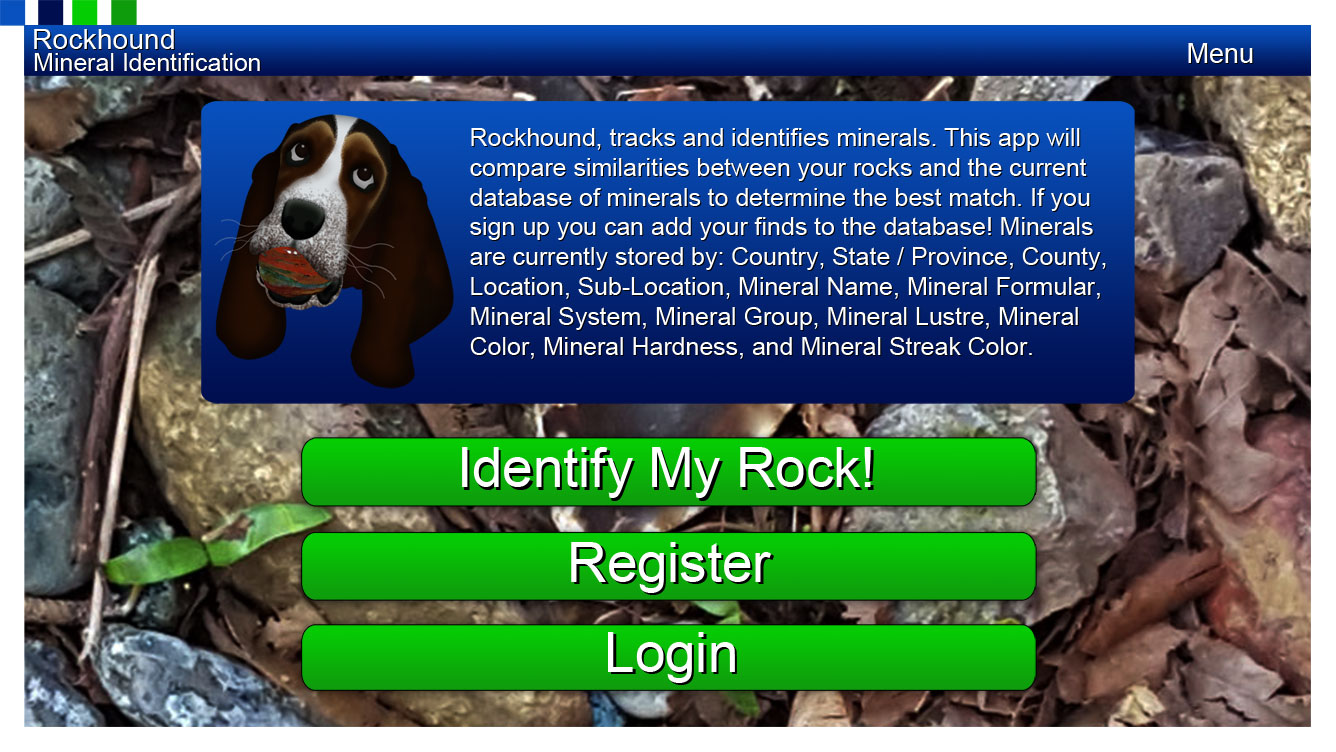 Rockhound
Mineral Identification
Menu
Rockhound, tracks and identifies minerals. This app will
compare similarities between your rocks and the current
database of minerals to determine the best match. If you
sign up you can add your finds to the database! Minerals
are currently stored by: Country, State / Province, County,
Location, Sub-Location, Mineral Name, Mineral Formular,
Mineral System, Mineral Group, Mineral Lustre, Mineral
Color, Mineral Hardness, and Mineral Streak Color.
Identify My Rock!
Register
Login